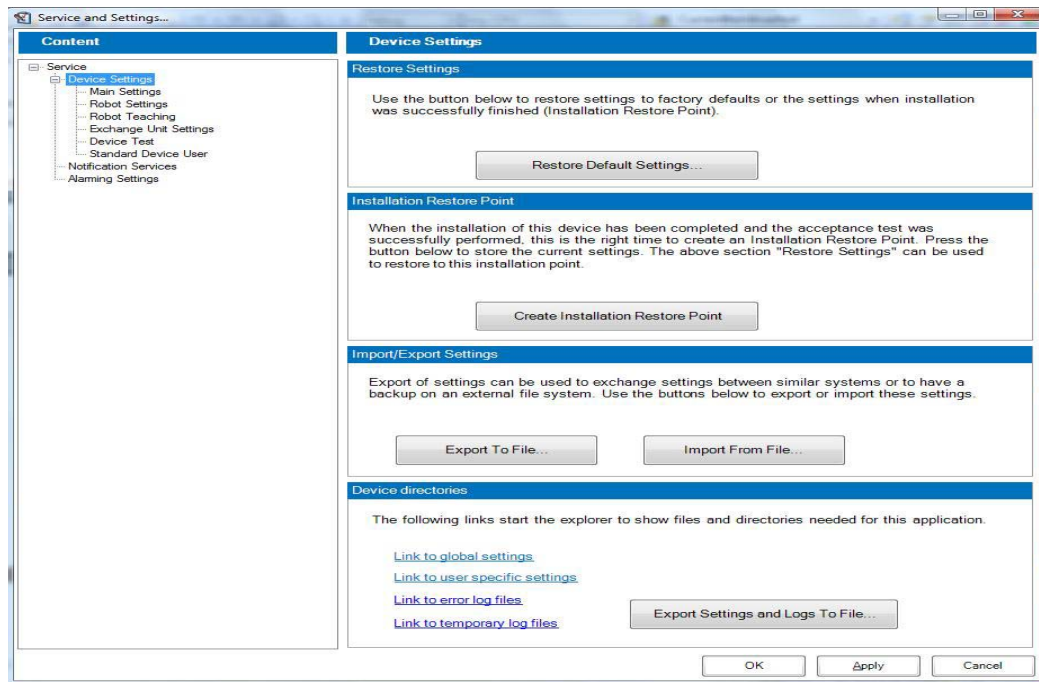 Service and Settings...
Content
Device Settings
Service
Device Settings
Main Settings
Robot Settings
Robot Teaching
Exchange Unit Settings
Device Test
Standard Device User
Notification Services
Alarming Settings
Restore Settings
Use the button below to restore settings to factory defaults or the settings when installation
was successfully finished (Installation Restore Point).
Restore Default Settings...
Installation Restore Point
When the installation of this device has been completed and the acceptance test was
successfully performed, this is the right time to create an Installation Restore Point. Press the
button below to store the current settings. The above section "Restore Settings" can be used
to restore to this installation point.
Create Installation Restore Point
Import/Export Settings
Export of settings can be used to exchange settings between similar systems or to have a
backup on an external file system. Use the buttons below to export or import these settings.
Export To File...
Import From File...
Device directories
The following links start the explorer to show files and directories needed for this application.
Link to global settings
Link to user specific settings
Link to error log files
Link to temporary log files
Export Settings and Logs To File...
OK
Apply
Cancel